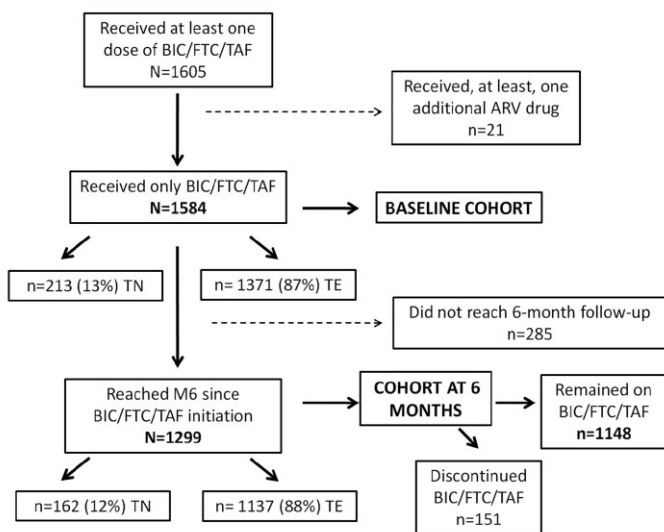 Received at least one
dose of BIC/FTC/TAF
N=1605
Received, at least, one
additional ARV drug
n=21
Received only BIC/FTC/TAF
N=1584
BASELINE COHORT
n=213 (13%) TN
n= 1371 (87%) TE
Did not reach 6-month follow-up
n=285
Reached M6 since
BIC/FTC/TAF initiation
N=1299
COHORT AT 6
MONTHS
Remained on
BIC/FTC/TAF
n=1148
n=162 (12%) TN
n= 1137 (88%) TE
Discontinued
BIC/FTC/TAF
n=151